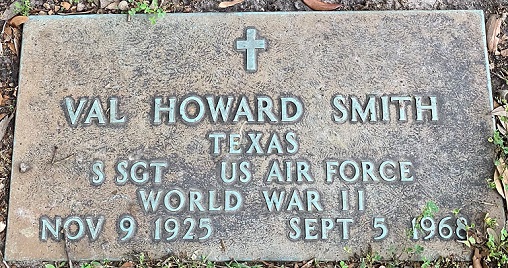 VAL HOWARD SMITH
TEXAS
S SGT US AIR FORCE
WORLD WAR II
NOV 9 1925 SEPT 5 1968